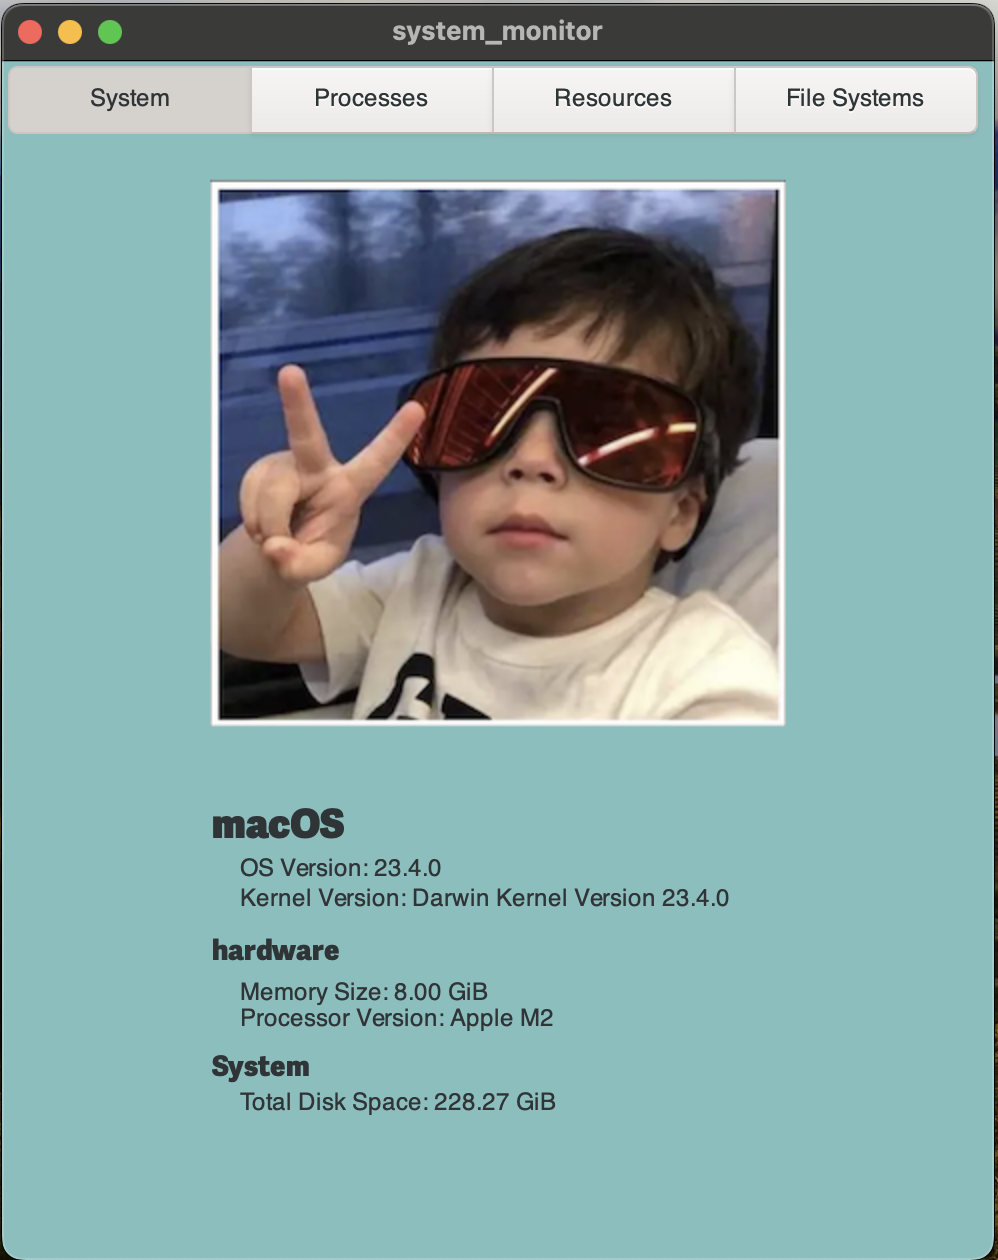 system_monitor
System
Processes
Resources
File Systems
macOS
OS Version: 23.4.0
Kernel Version: Darwin Kernel Version 23.4.0
hardware
Memory Size: 8.00 GiB
Processor Version: Apple M2
System
Total Disk Space: 228.27 GiB